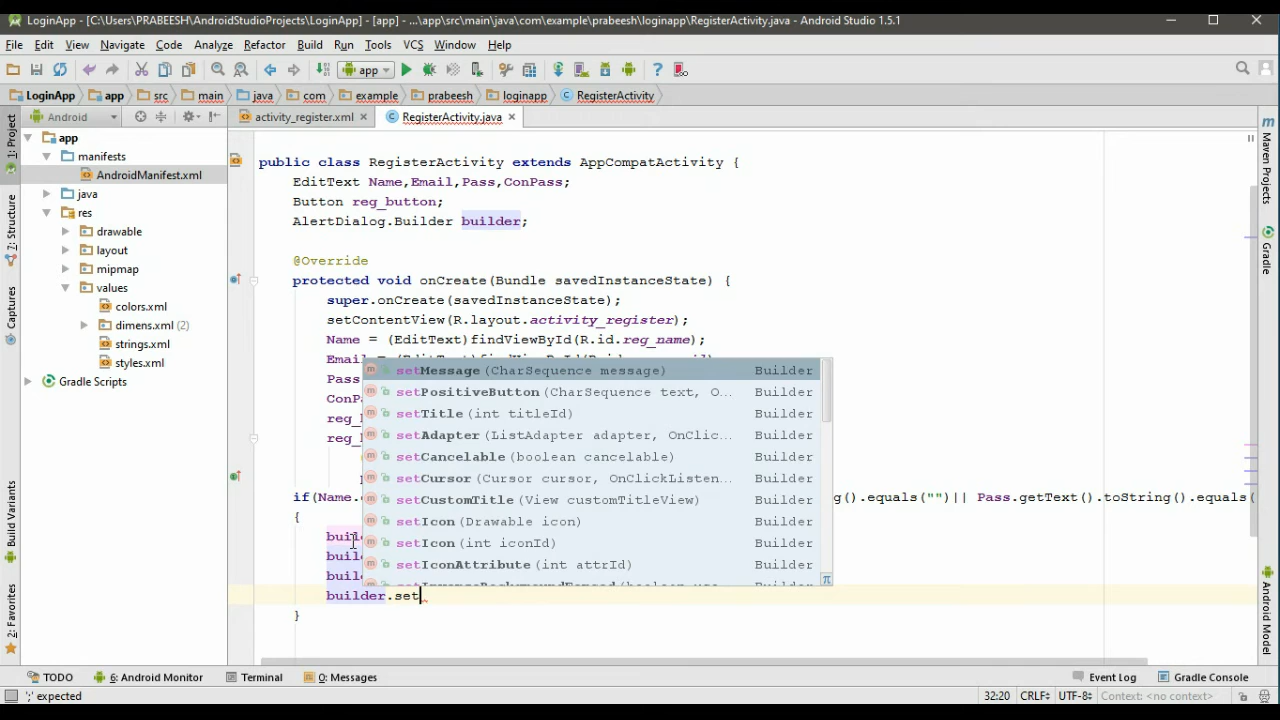 LoginApp - [C:\Users\PRABEESH\AndroidStudioProjects\LoginApp] - [app] - ...\app\src\main\java\com\example\prabeesh\loginapp\RegisterActivity.java - Android Studio 1.5.1
File Edit View Navigate Code Analyze Refactor Build Run Tools VCS Window Help
app
LoginApp app src main java com example prabeesh loginapp RegisterActivity
Android activity_register.xml RegisterActivity.java
1: Project
7: Structure
Captures
Build Variants
2: Favorites
app
manifests
AndroidManifest.xml
java
res
drawable
layout
mipmap
values
colors.xml
dimens.xml (2)
strings.xml
styles.xml
Gradle Scripts
public class RegisterActivity extends AppCompatActivity {
EditText Name,Email,Pass,ConPass;
Button reg_button;
AlertDialog.Builder builder;
@Override
protected void onCreate(Bundle savedInstanceState) {
super.onCreate(savedInstanceState);
setContentView(R.layout.activity_register);
Name = (EditText)findViewById(R.id.reg_name);
Email
Pass
setMessage(CharSequence message) Builder
setPositiveButton(CharSequence text, O... Builder
setTitle(int titleId) Builder
setAdapter(ListAdapter adapter, OnClic... Builder
setCancelable(boolean cancelable) Builder
setCursor(Cursor cursor, OnClickListen... Builder
setCustomTitle(View customTitleView) Builder
setIcon(Drawable icon) Builder
setIcon(int iconId) Builder
setIconAttribute(int attrId) Builder
if(Name. g().equals("")|| Pass.getText().toString().equals(
{
builder.set
}
Maven Projects
Gradle
Android Model
TODO 6: Android Monitor Terminal 0: Messages Event Log Gradle Console
';' expected 32:20 CRLF UTF-8 Context: <no context>